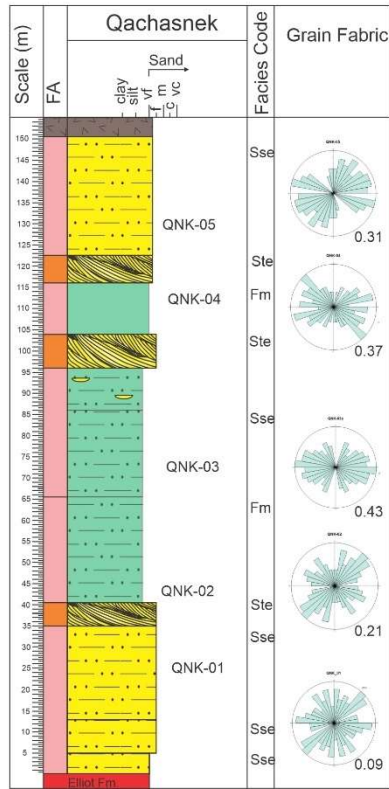 Qachasnek
Scale (m)
FA
Sand
clay
silt
vf
f
m
c
vc
Facies Code
Grain Fabric
150
145
140
135
130
125
120
115
110
105
100
95
90
85
80
75
70
65
60
55
50
45
40
35
30
25
20
15
10
5
QNK-05
QNK-04
QNK-03
QNK-02
QNK-01
Elliot Fm.
Sse
Ste
Fm
Ste
Sse
Fm
Ste
Sse
Sse
Sse
0.31
0.37
0.43
0.21
0.09